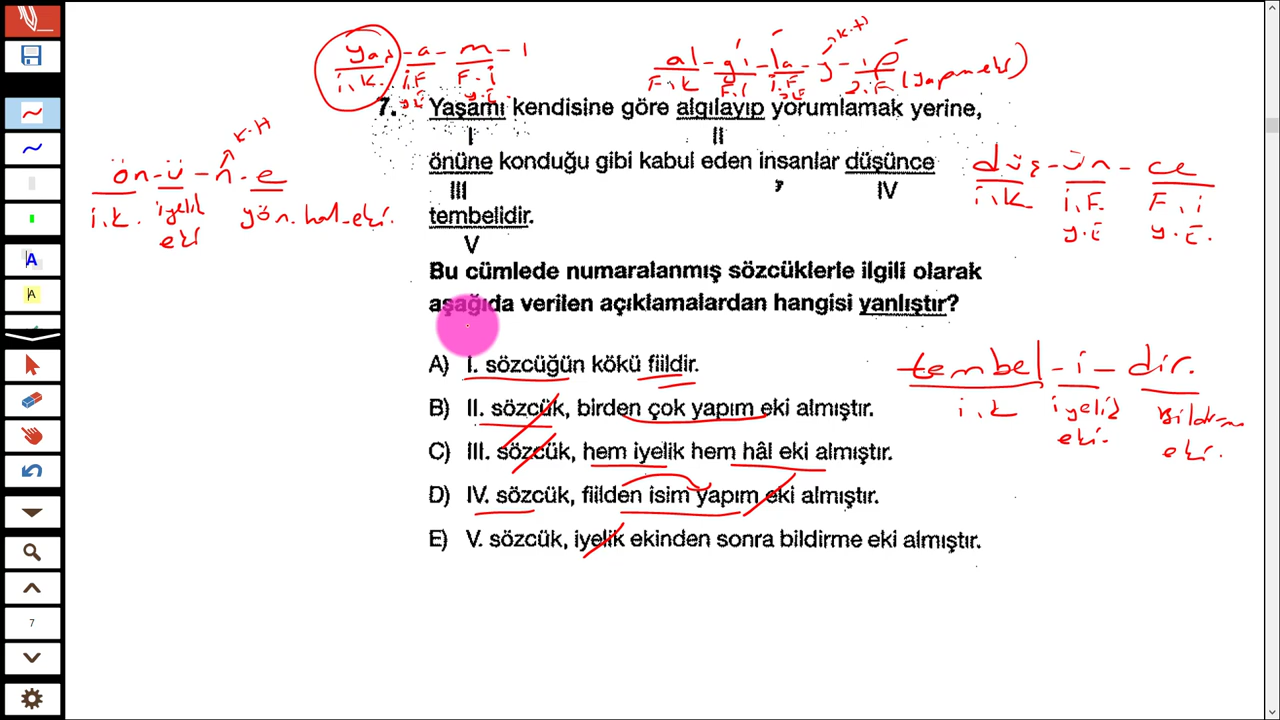 yaş-a-m-ı
i.k. i.F F.i
y.E y.E.
al-gı-la-y-ıp (yapım eki)
F.k F.i i.F Z.F
y.E
k.H
7. Yaşamı kendisine göre algılayıp yorumlamak yerine,
I II
önüne konduğu gibi kabul eden insanlar düşünce
III IV
tembelidir.
V
ön-ü-n-e
k.H
i.k. iyelik yön. hal-eki.
eki
düş-ün-ce
i.k i.F. F.i
y.E y.E.
Bu cümlede numaralanmış sözcüklerle ilgili olarak
aşağıda verilen açıklamalardan hangisi yanlıştır?
A) I. sözcüğün kökü fiildir.
B) II. sözcük, birden çok yapım eki almıştır.
C) III. sözcük, hem iyelik hem hâl eki almıştır.
D) IV. sözcük, fiilden isim yapım eki almıştır.
E) V. sözcük, iyelik ekinden sonra bildirme eki almıştır.
tembel-i-dir.
i.k iyelik Bildirme
eki. eki.
A
A
7